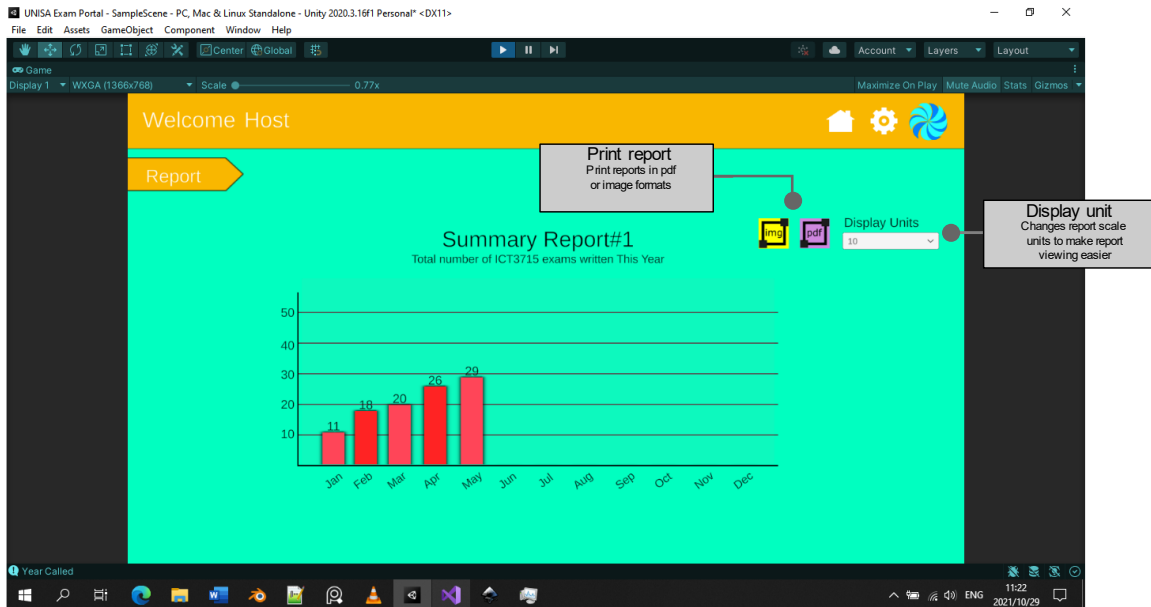 UNISA Exam Portal - SampleScene - PC, Mac & Linux Standalone - Unity 2020.3.16f1 Personal* <DX11>
File Edit Assets GameObject Component Window Help
Center Global
Account Layers Layout
Game
Display 1 WXGA (1366x768) Scale 0.77x
Maximize On Play Mute Audio Stats Gizmos
Welcome Host
Report
Print report
Print reports in pdf
or image formats
img pdf
Display Units
10
Display unit
Changes report scale
units to make report
viewing easier
Summary Report#1
Total number of ICT3715 exams written This Year
50
40
30
20
10
11 18 20 26 29
Jan Feb Mar Apr May Jun Jul Aug Sep Oct Nov Dec
Year Called
ENG
11:22
2021/10/29